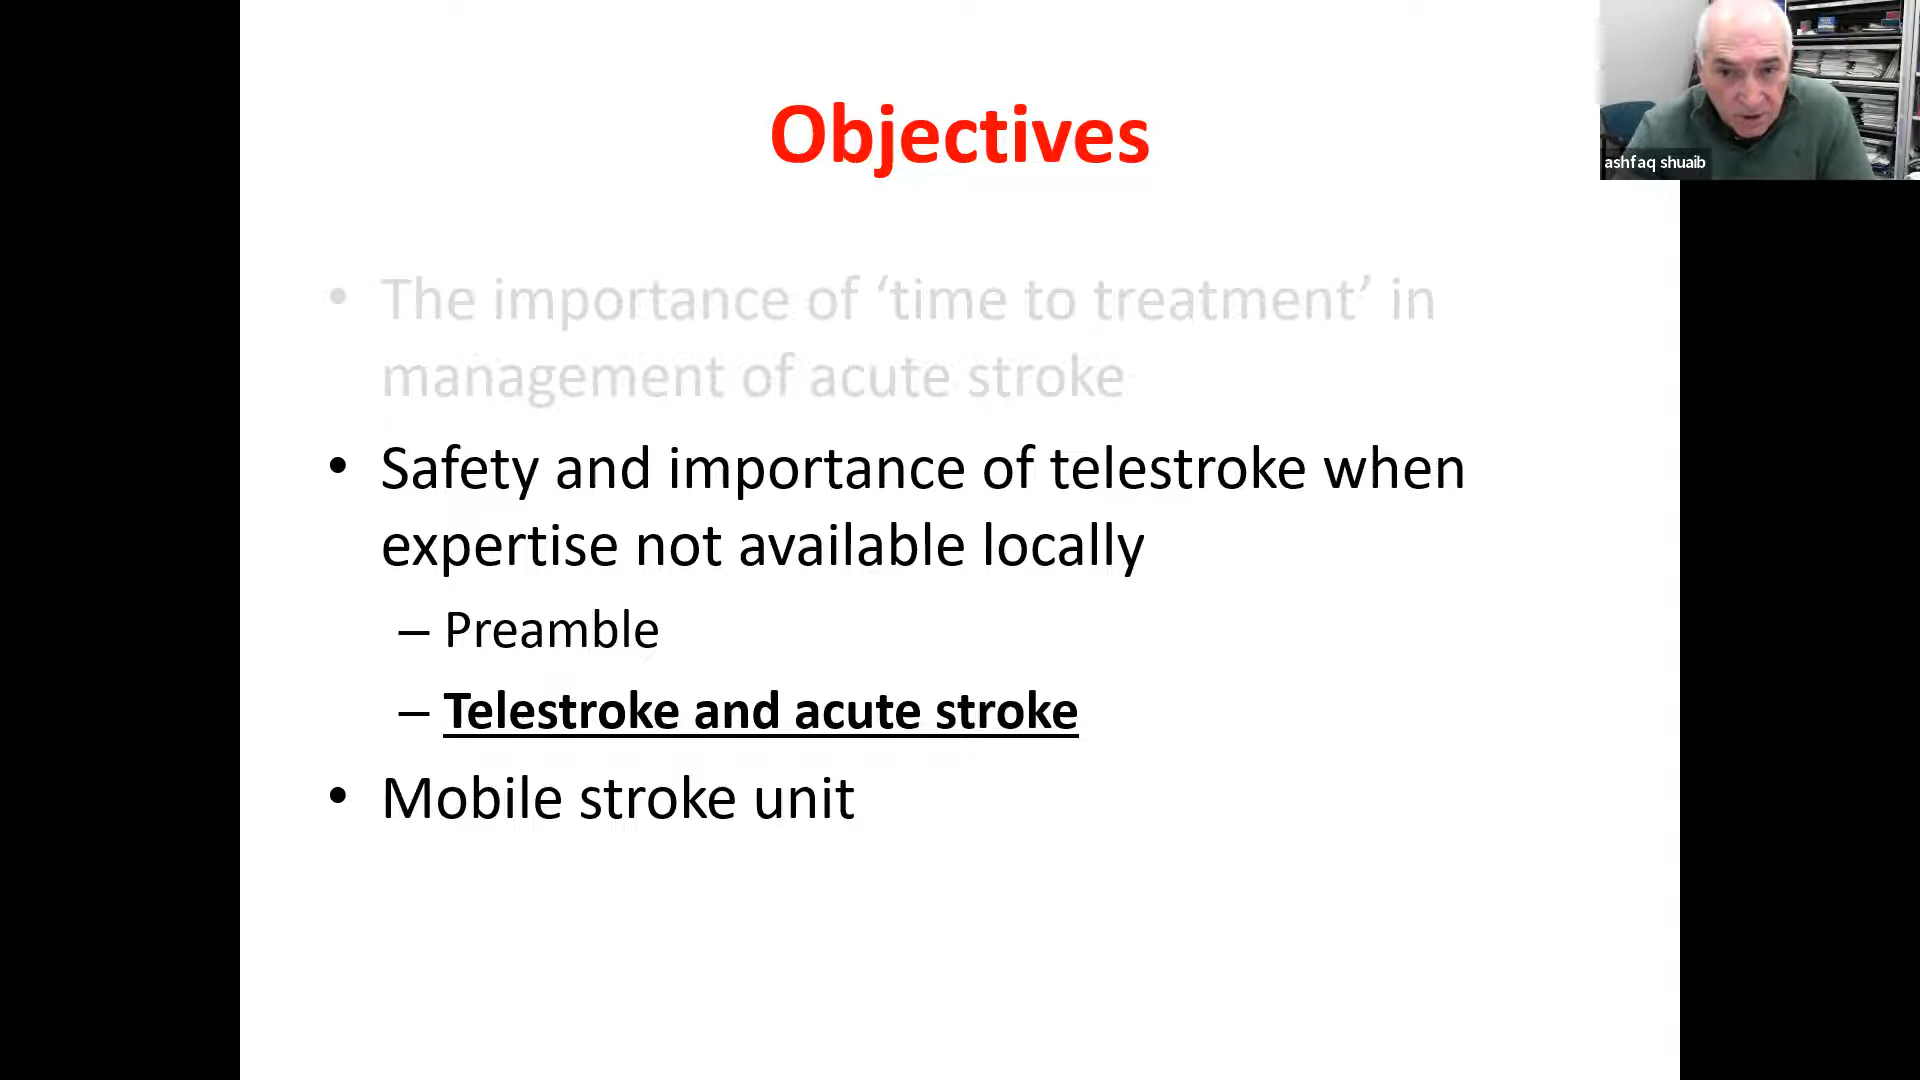 Objectives
ashfaq shuaib
• The importance of ‘time to treatment’ in
management of acute stroke
• Safety and importance of telestroke when
expertise not available locally
– Preamble
– Telestroke and acute stroke
• Mobile stroke unit